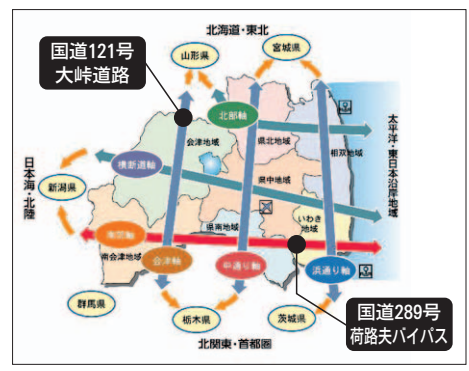 北海道・東北
国道121号
大峠道路
山形県
宮城県
北部軸
会津地域
県北地域
相双地域
太平洋・東日本沿岸地域
日本海・北陸
横断道軸
新潟県
県中地域
いわき
地域
県南地域
南会津地域
会津軸
中通り軸
浜通り軸
群馬県
栃木県
茨城県
国道289号
荷路夫バイパス
北関東・首都圏